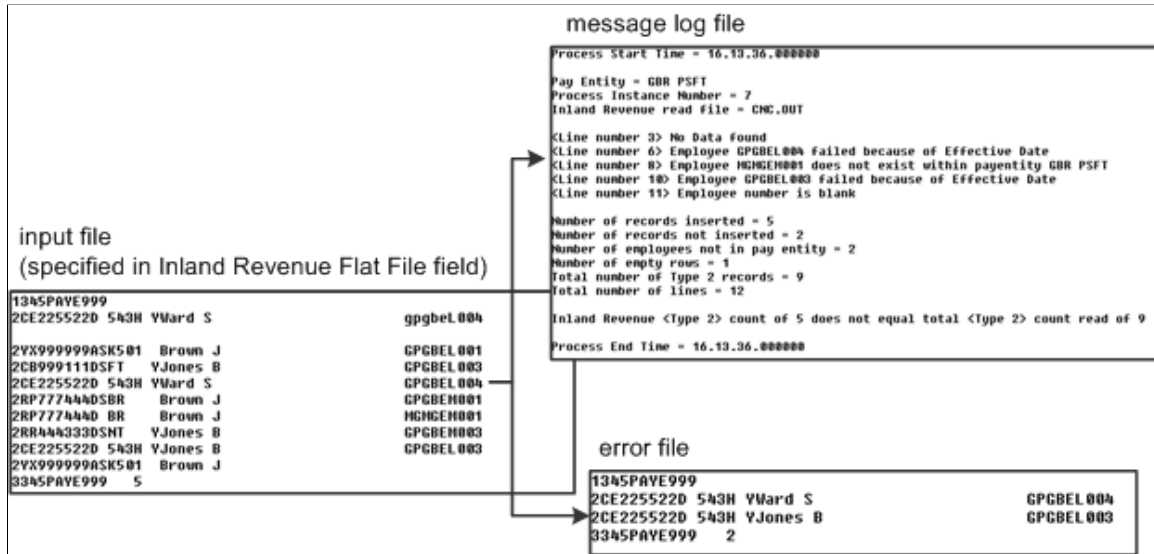 message log file
Process Start Time = 16.13.36.000000
Pay Entity = GBR PSFT
Process Instance Number = 7
Inland Revenue read file = CNC.OUT
<Line number 3> No Data found
<Line number 6> Employee GPGBEL004 failed because of Effective Date
<Line number 8> Employee MGMGEM001 does not exist within payentity GBR PSFT
<Line number 10> Employee GPGBEL003 failed because of Effective Date
<Line number 11> Employee number is blank
Number of records inserted = 5
Number of records not inserted = 2
Number of employees not in pay entity = 2
Number of empty rows = 1
Total number of Type 2 records = 9
Total number of lines = 12
Inland Revenue <Type 2> count of 5 does not equal total <Type 2> count read of 9
Process End Time = 16.13.36.000000
input file
(specified in Inland Revenue Flat File field)
1345PAYE999
2CE225522D 543H YWard S gpgbeL004
2YX999999ASK501 Brown J GPGBEL001
2CB999111DSFT YJones B GPGBEL003
2CE225522D 543H YWard S GPGBEL004
2RP777444DSBR Brown J GPGBEM001
2RP777444D BR Brown J MGMGEM001
2RR444333DSNT YJones B GPGBEM003
2CE225522D 543H YJones B GPGBEL003
2YX999999ASK501 Brown J
3345PAYE999 5
error file
1345PAYE999
2CE225522D 543H YWard S GPGBEL004
2CE225522D 543H YJones B GPGBEL003
3345PAYE999 2